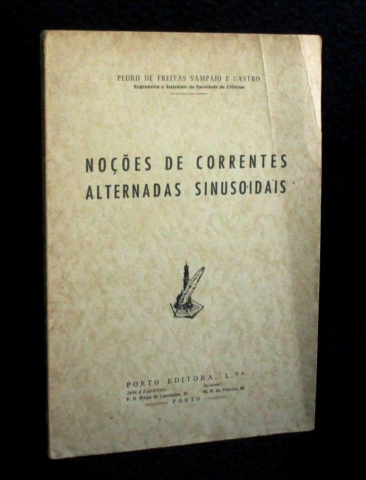 PEDRO DE FREITAS SAMPAIO E CASTRO
Engenheiro e Assistente da Faculdade de Ciências
NOÇÕES DE CORRENTES
ALTERNADAS SINUSOIDAIS
PORTO EDITORA, L.DA
PORTO